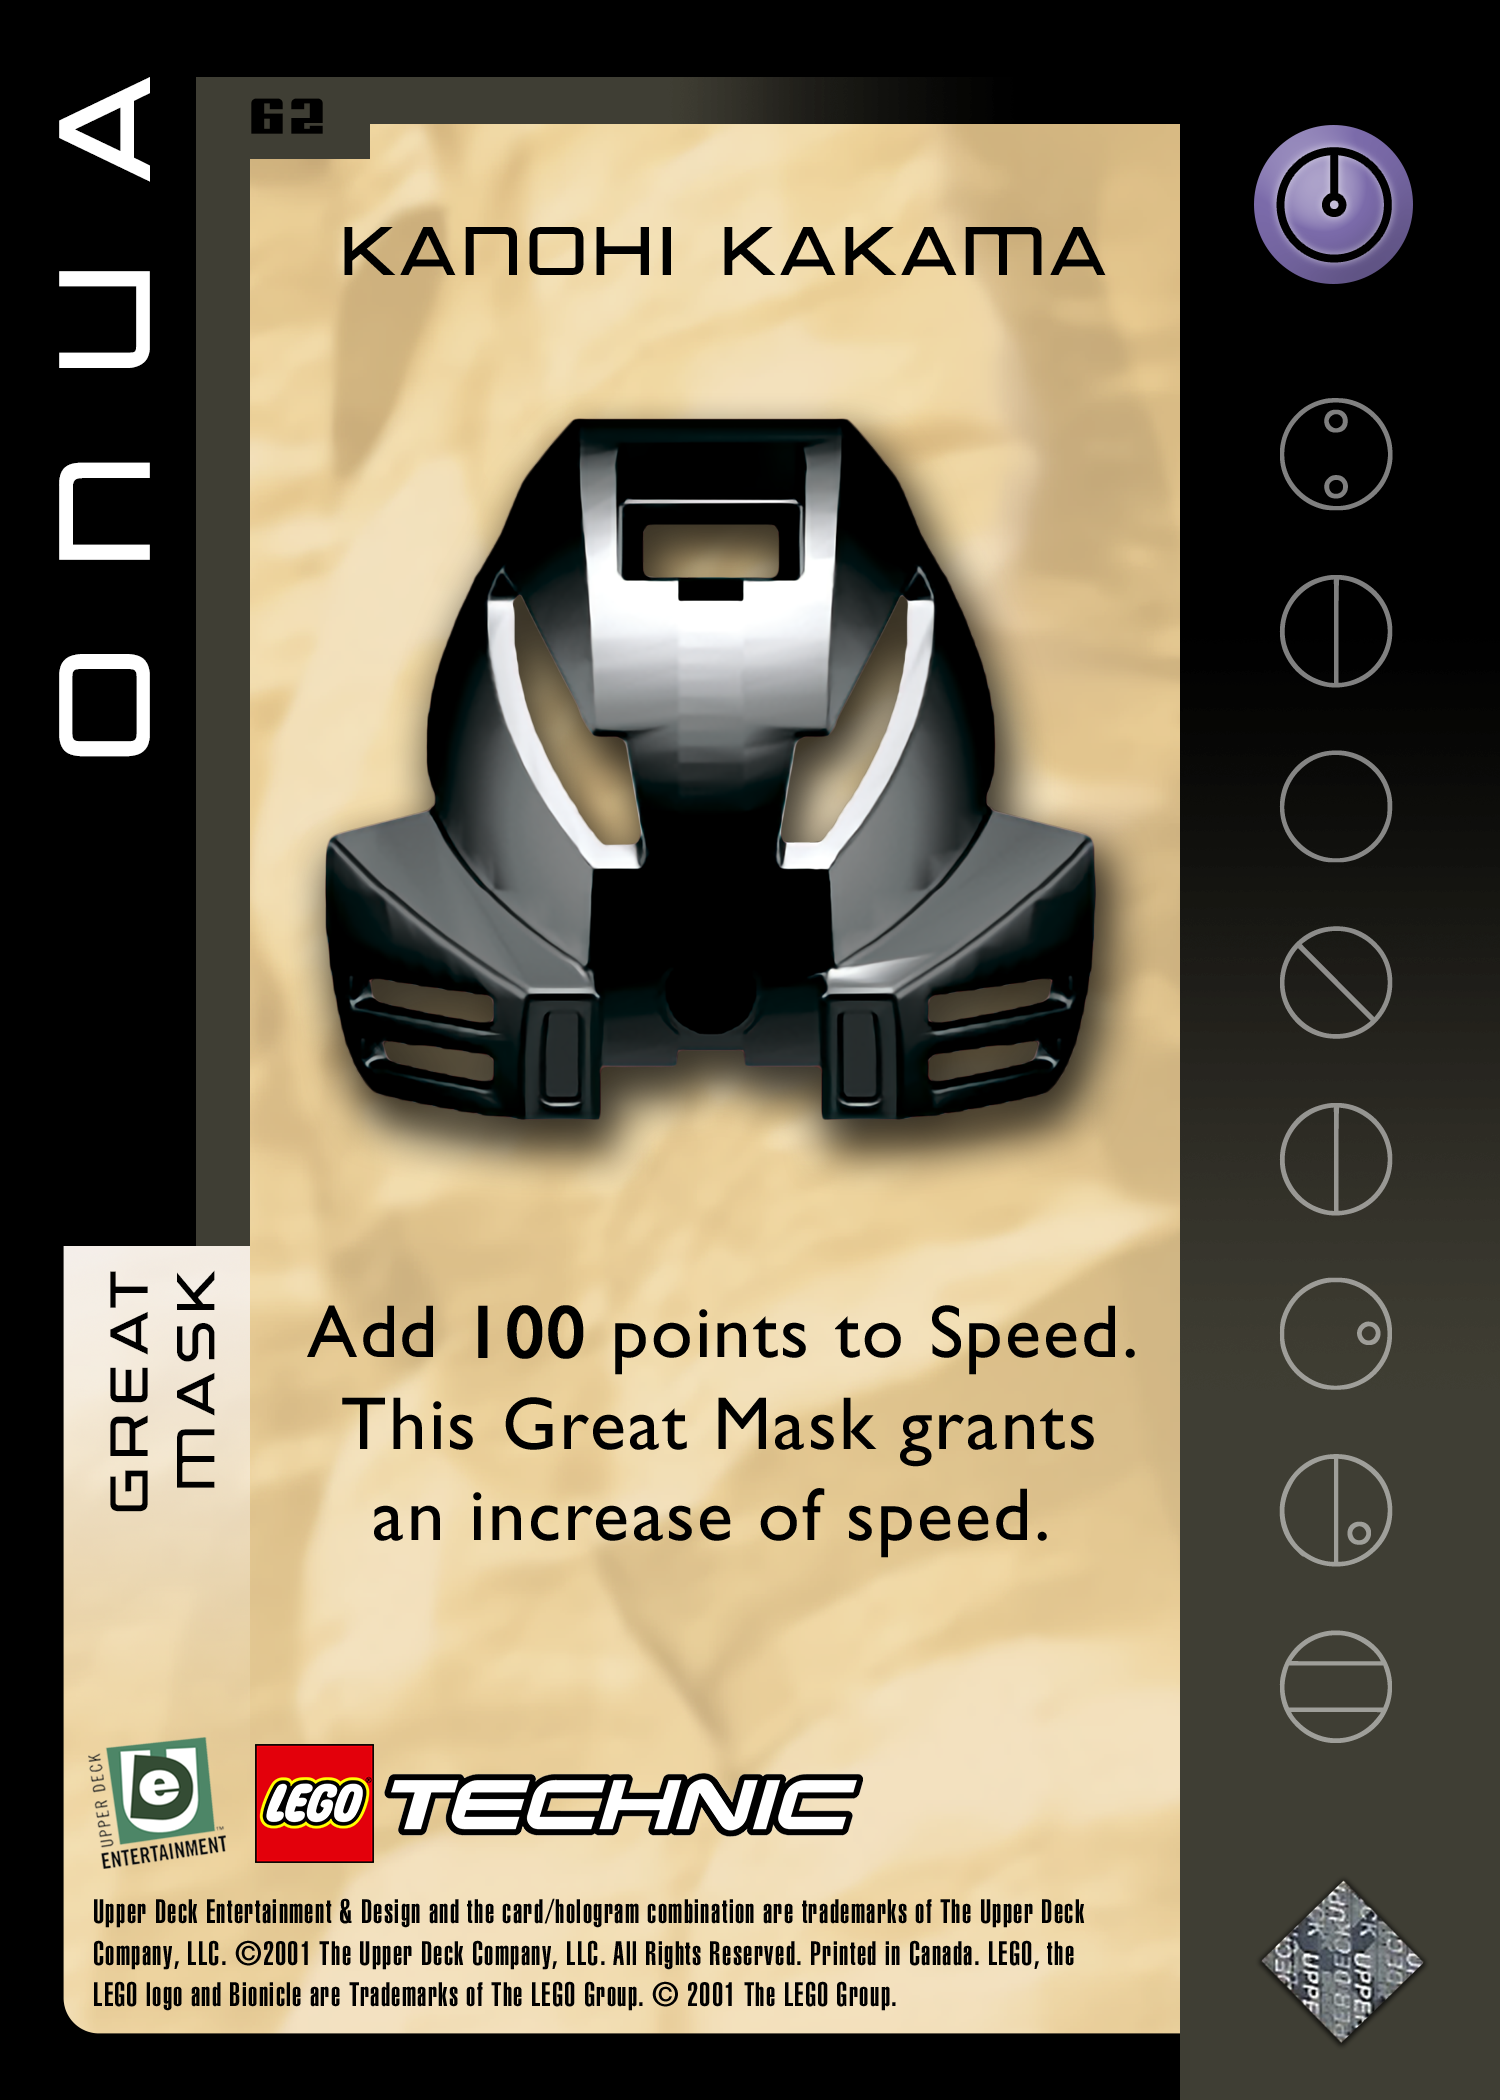 62
ONUA
KANOHI KAKAMA
GREAT
MASK
Add 100 points to Speed.
This Great Mask grants
an increase of speed.
UPPER DECK
e
ENTERTAINMENT
™
LEGO TECHNIC
Upper Deck Entertainment & Design and the card/hologram combination are trademarks of The Upper Deck
Company, LLC. ©2001 The Upper Deck Company, LLC. All Rights Reserved. Printed in Canada. LEGO, the
LEGO logo and Bionicle are Trademarks of The LEGO Group. © 2001 The LEGO Group.